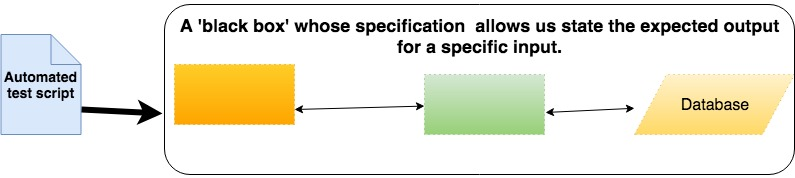 A 'black box' whose specification  allows us state the expected output
for a specific input.
Automated
test script
Database